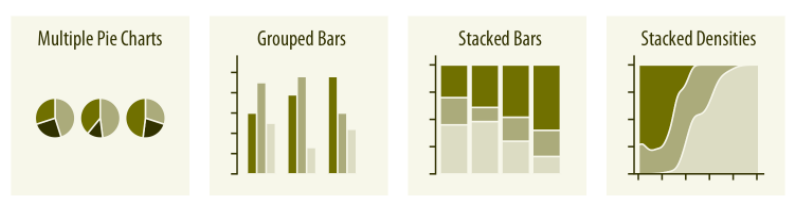 Multiple Pie Charts
Grouped Bars
Stacked Bars
Stacked Densities